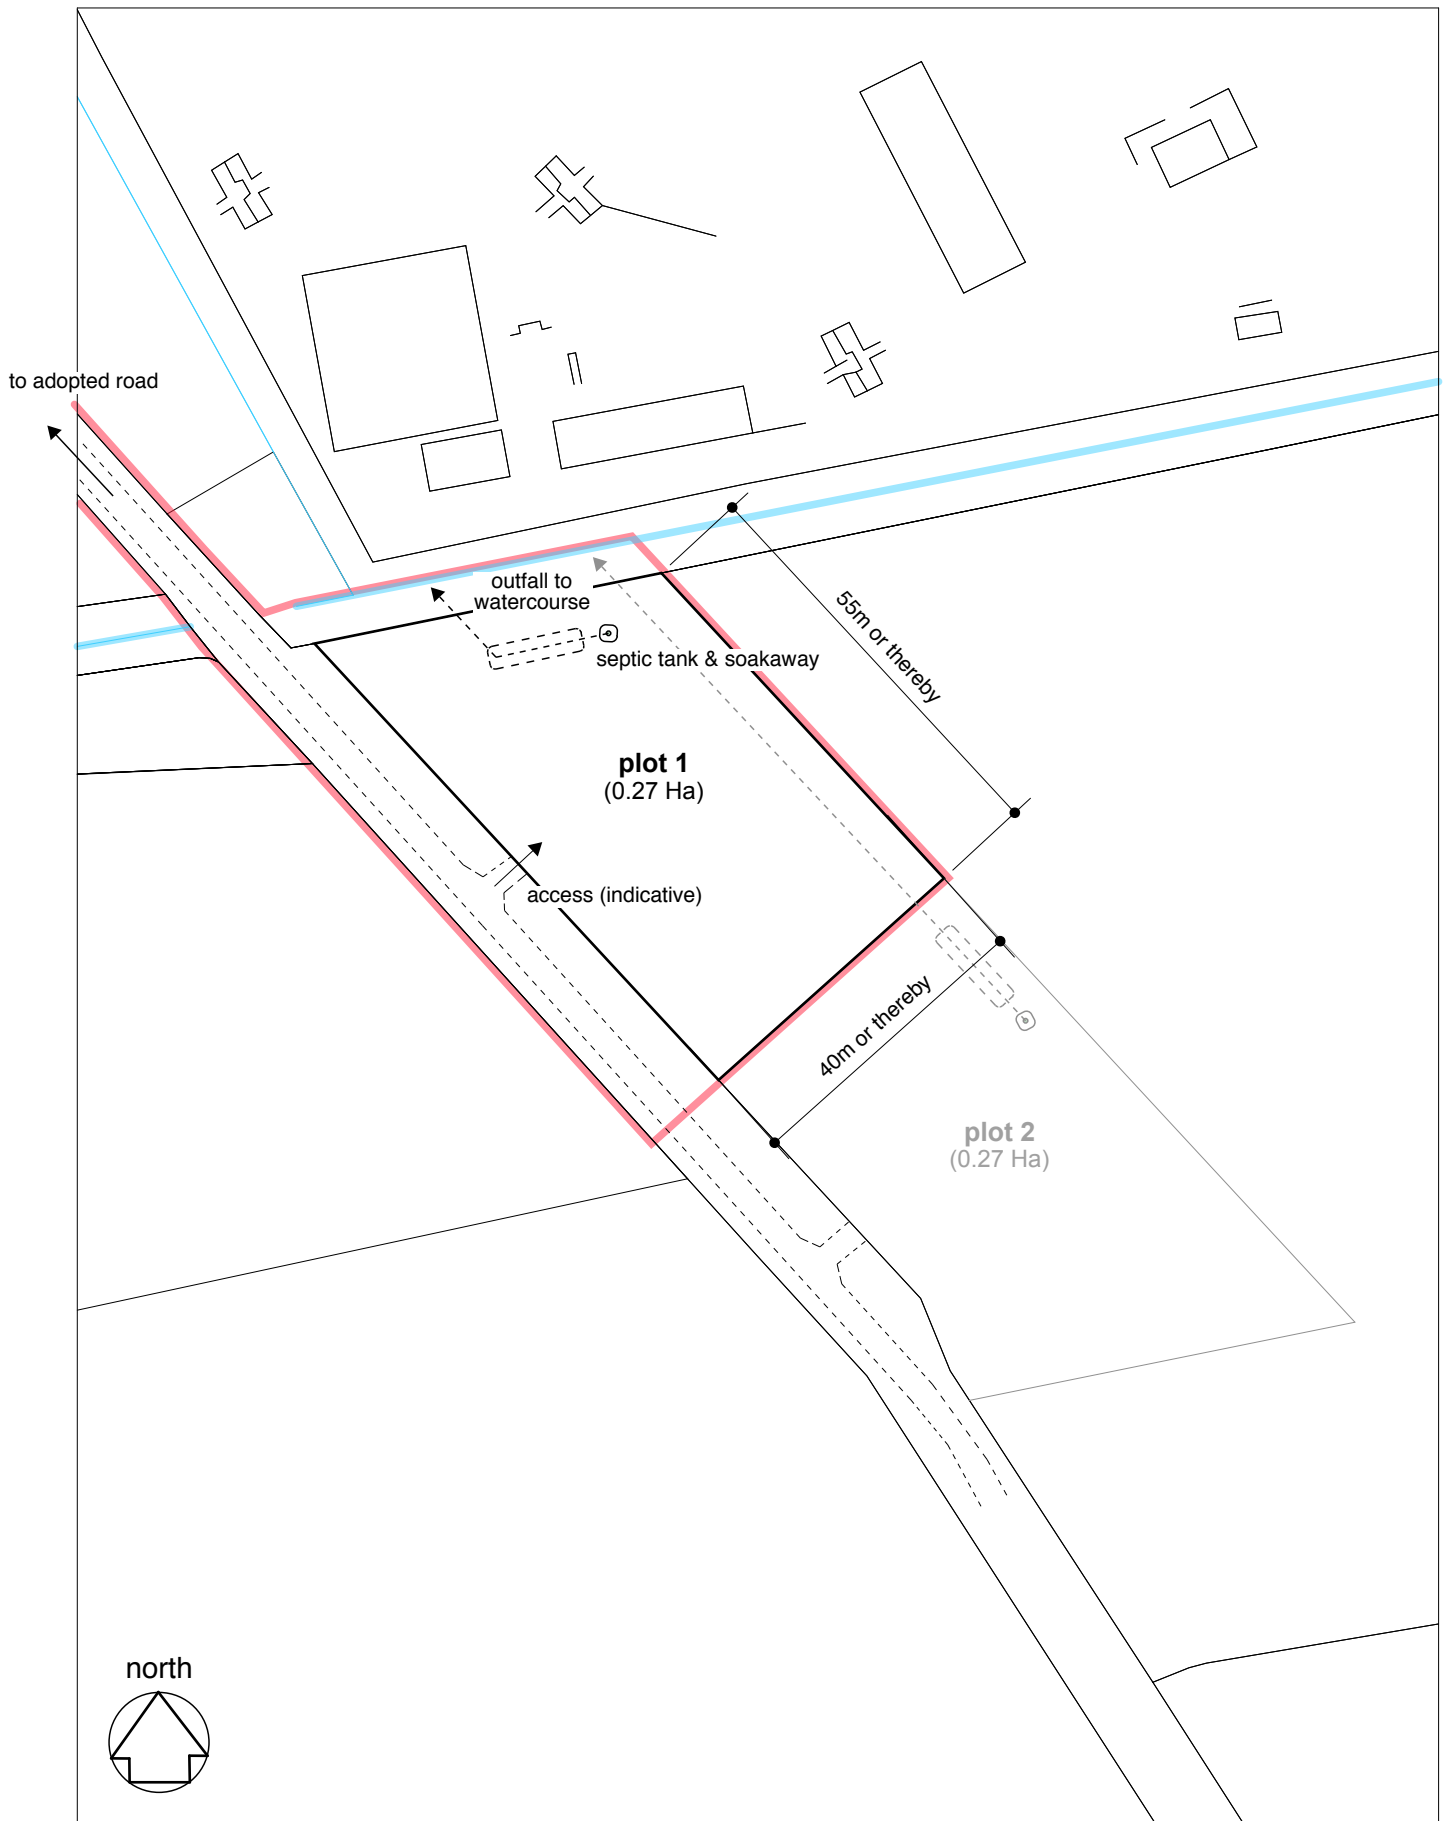 to adopted road
outfall to
watercourse
septic tank & soakaway
55m or thereby
plot 1
(0.27 Ha)
access (indicative)
40m or thereby
plot 2
(0.27 Ha)
north